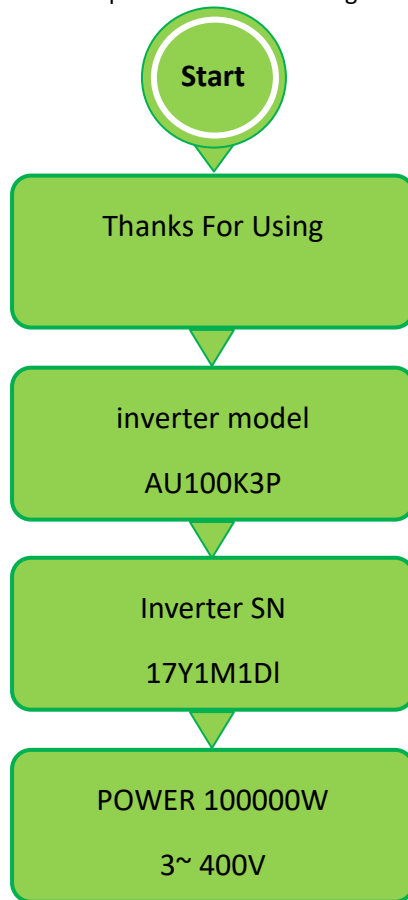 Start
Thanks For Using
inverter model
AU100K3P
Inverter SN
17Y1M1Dl
POWER 100000W
3~ 400V